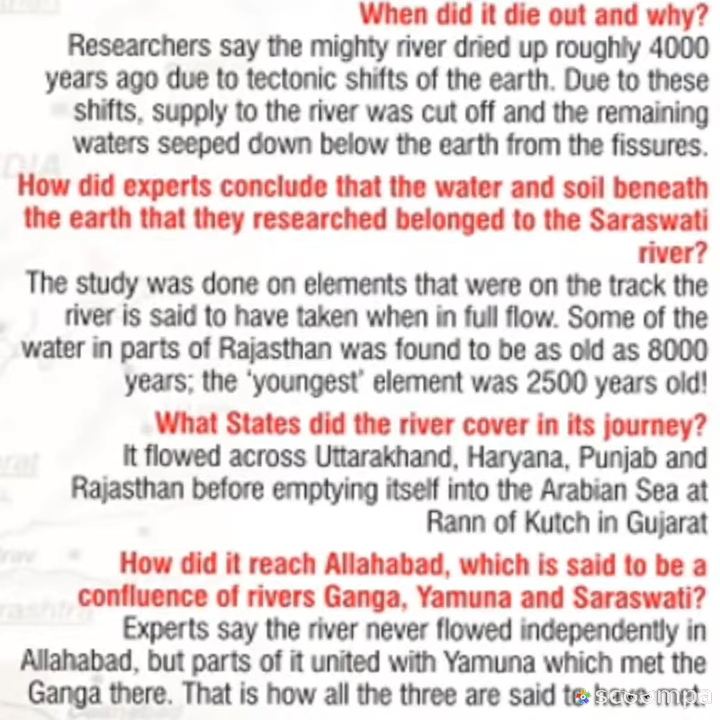 When did it die out and why?
Researchers say the mighty river dried up roughly 4000
years ago due to tectonic shifts of the earth. Due to these
shifts, supply to the river was cut off and the remaining
waters seeped down below the earth from the fissures.
How did experts conclude that the water and soil beneath
the earth that they researched belonged to the Saraswati
river?
The study was done on elements that were on the track the
river is said to have taken when in full flow. Some of the
water in parts of Rajasthan was found to be as old as 8000
years; the 'youngest' element was 2500 years old!
What States did the river cover in its journey?
It flowed across Uttarakhand, Haryana, Punjab and
Rajasthan before emptying itself into the Arabian Sea at
Rann of Kutch in Gujarat
How did it reach Allahabad, which is said to be a
confluence of rivers Ganga, Yamuna and Saraswati?
Experts say the river never flowed independently in
Allahabad, but parts of it united with Yamuna which met the
Ganga there. That is how all the three are said to